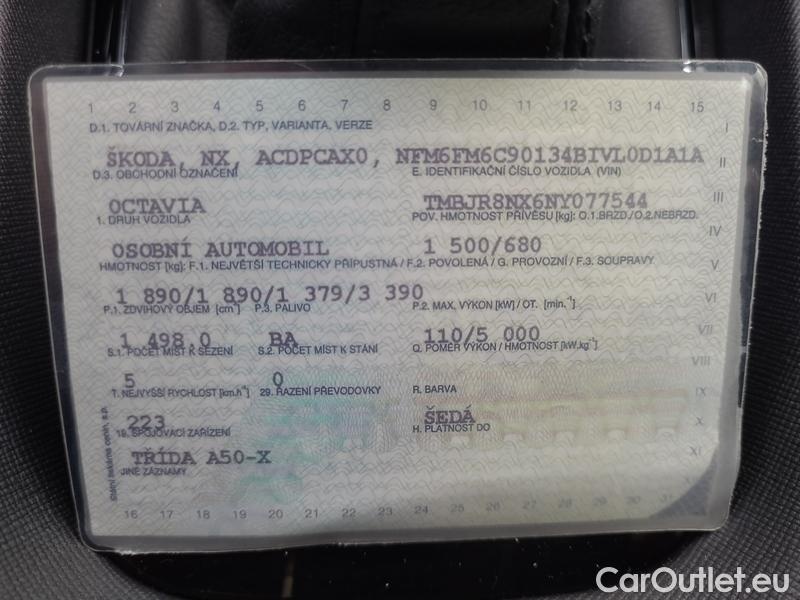 1 2 3 4 5 6 7 8 9 10 11 12 13 14 15
D.1. TOVÁRNÍ ZNAČKA, D.2. TYP, VARIANTA, VERZE
I
ŠKODA, NX, ACDPCAX0, NFM6FM6C90134BIVL0D1A1A
II
D.3. OBCHODNÍ OZNAČENÍ E. IDENTIFIKAČNÍ ČÍSLO VOZIDLA (VIN)
OCTAVIA TMBJR8NX6NY077544
III
1. DRUH VOZIDLA POV. HMOTNOST PŘÍVĚSU [kg]: O.1.BRZD./O.2.NEBRZD.
IV
OSOBNÍ AUTOMOBIL 1 500/680
HMOTNOST [kg]: F.1. NEJVĚTŠÍ TECHNICKY PŘÍPUSTNÁ / F.2. POVOLENÁ / G. PROVOZNÍ / F.3. SOUPRAVY
V
1 890/1 890/1 379/3 390
VI
P.1. ZDVIHOVÝ OBJEM [cm³] P.3. PALIVO P.2. MAX. VÝKON [kW] / OT. [min.⁻¹]
1 498,0 BA 110/5 000
VII
S.1. POČET MÍST K SEZENÍ S.2. POČET MÍST K STÁNÍ Q. POMĚR VÝKON / HMOTNOST [kW.kg⁻¹]
VIII
5 0
T. NEJVYŠŠÍ RYCHLOST [km.h⁻¹] 29. ŘAZENÍ PŘEVODOVKY R. BARVA
IX
223 ŠEDÁ
X
18. SPOJOVACÍ ZAŘÍZENÍ H. PLATNOST DO
TŘÍDA A50-X
XI
JINÉ ZÁZNAMY
16 17 18 19 20 21 22 23 24 25 26 27 28 29 30 31
Státní tiskárna cenin, s.p.
CarOutlet.eu